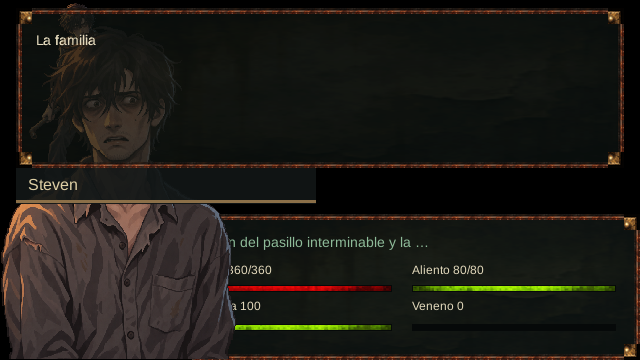 La familia
Steven
n del pasillo interminable y la …
360/360
Aliento 80/80
a 100
Veneno 0